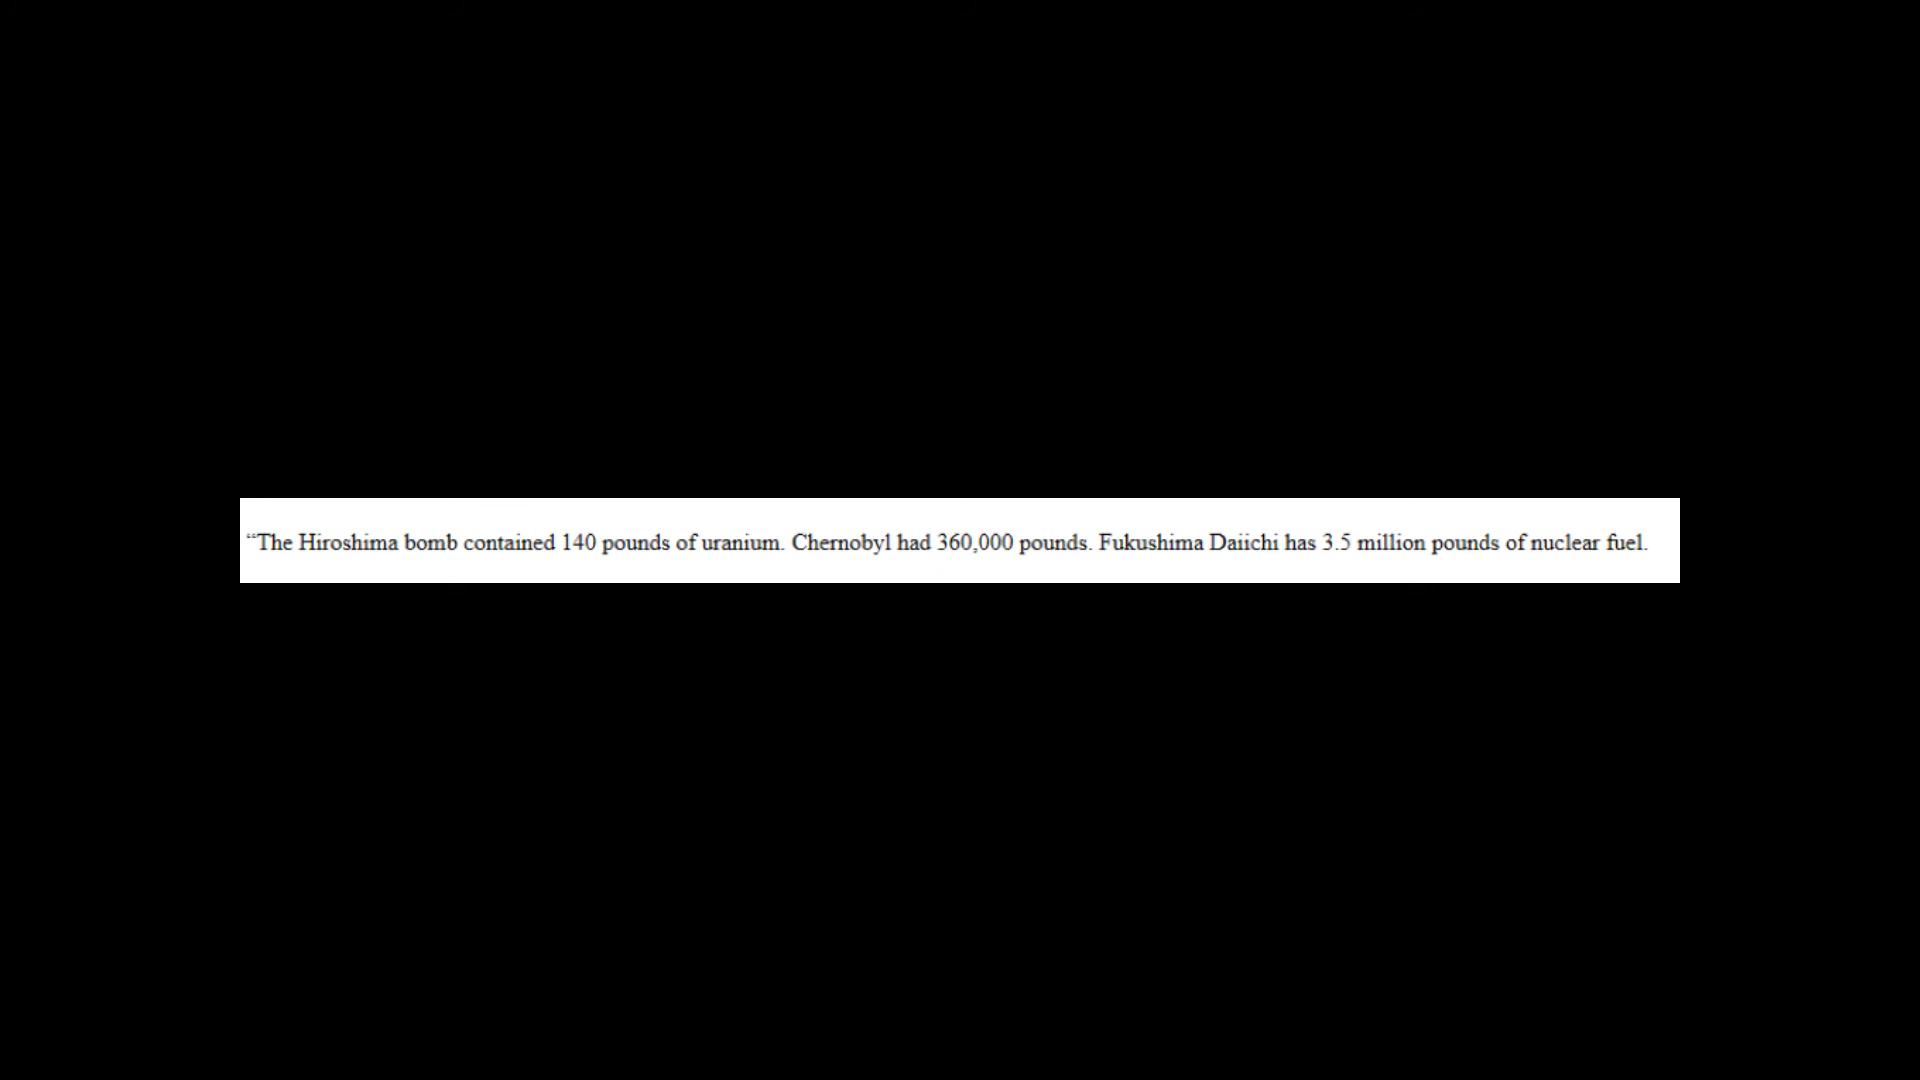 “The Hiroshima bomb contained 140 pounds of uranium. Chernobyl had 360,000 pounds. Fukushima Daiichi has 3.5 million pounds of nuclear fuel.